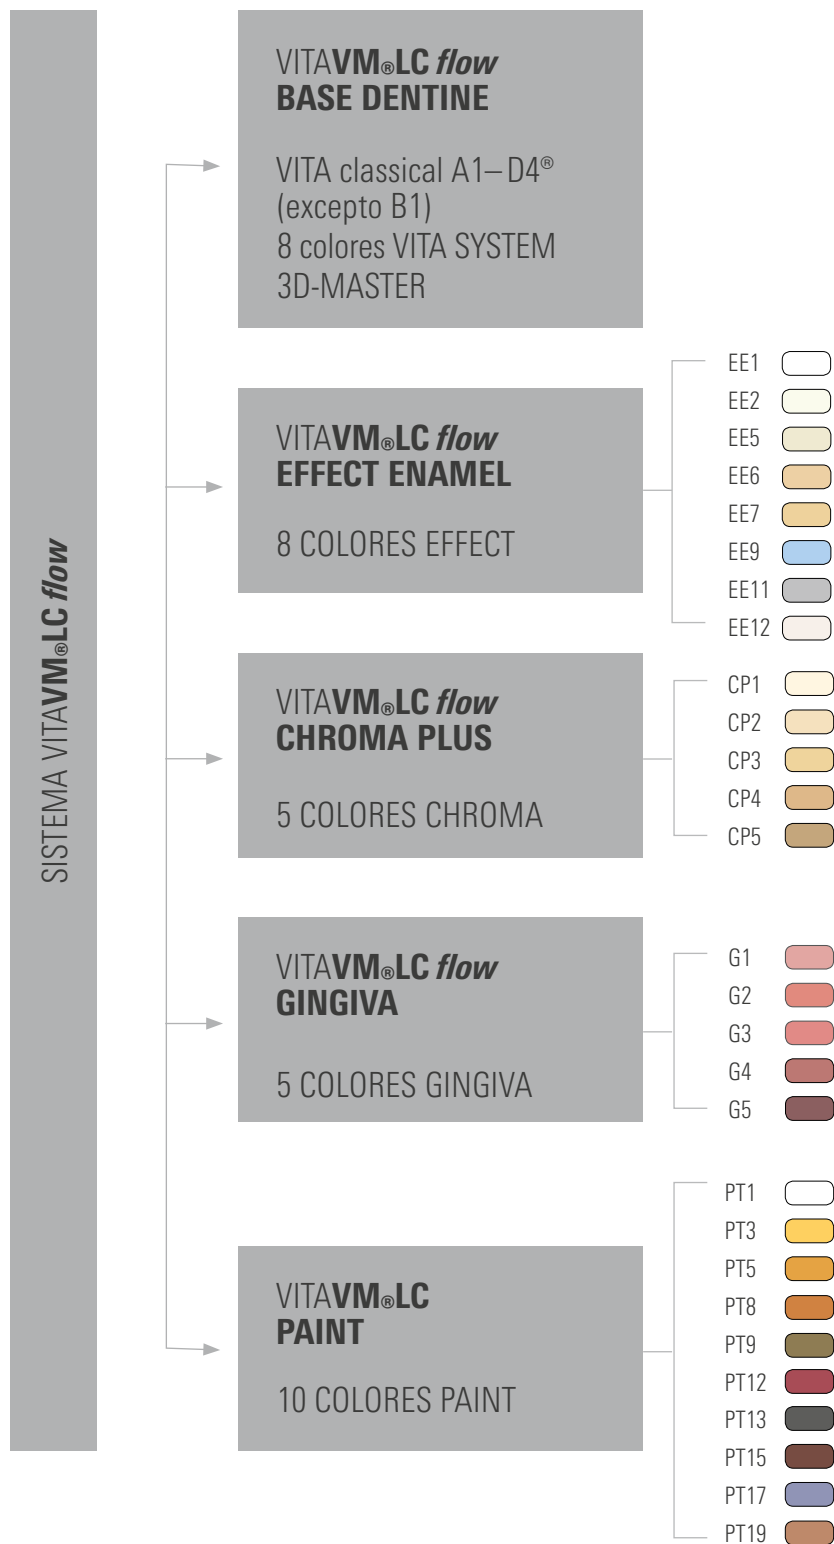 SISTEMA VITAVM®LC flow
VITAVM®LC flow
BASE DENTINE
VITA classical A1–D4®
(excepto B1)
8 colores VITA SYSTEM
3D-MASTER
VITAVM®LC flow
EFFECT ENAMEL
8 COLORES EFFECT
EE1
EE2
EE5
EE6
EE7
EE9
EE11
EE12
VITAVM®LC flow
CHROMA PLUS
5 COLORES CHROMA
CP1
CP2
CP3
CP4
CP5
VITAVM®LC flow
GINGIVA
5 COLORES GINGIVA
G1
G2
G3
G4
G5
VITAVM®LC
PAINT
10 COLORES PAINT
PT1
PT3
PT5
PT8
PT9
PT12
PT13
PT15
PT17
PT19